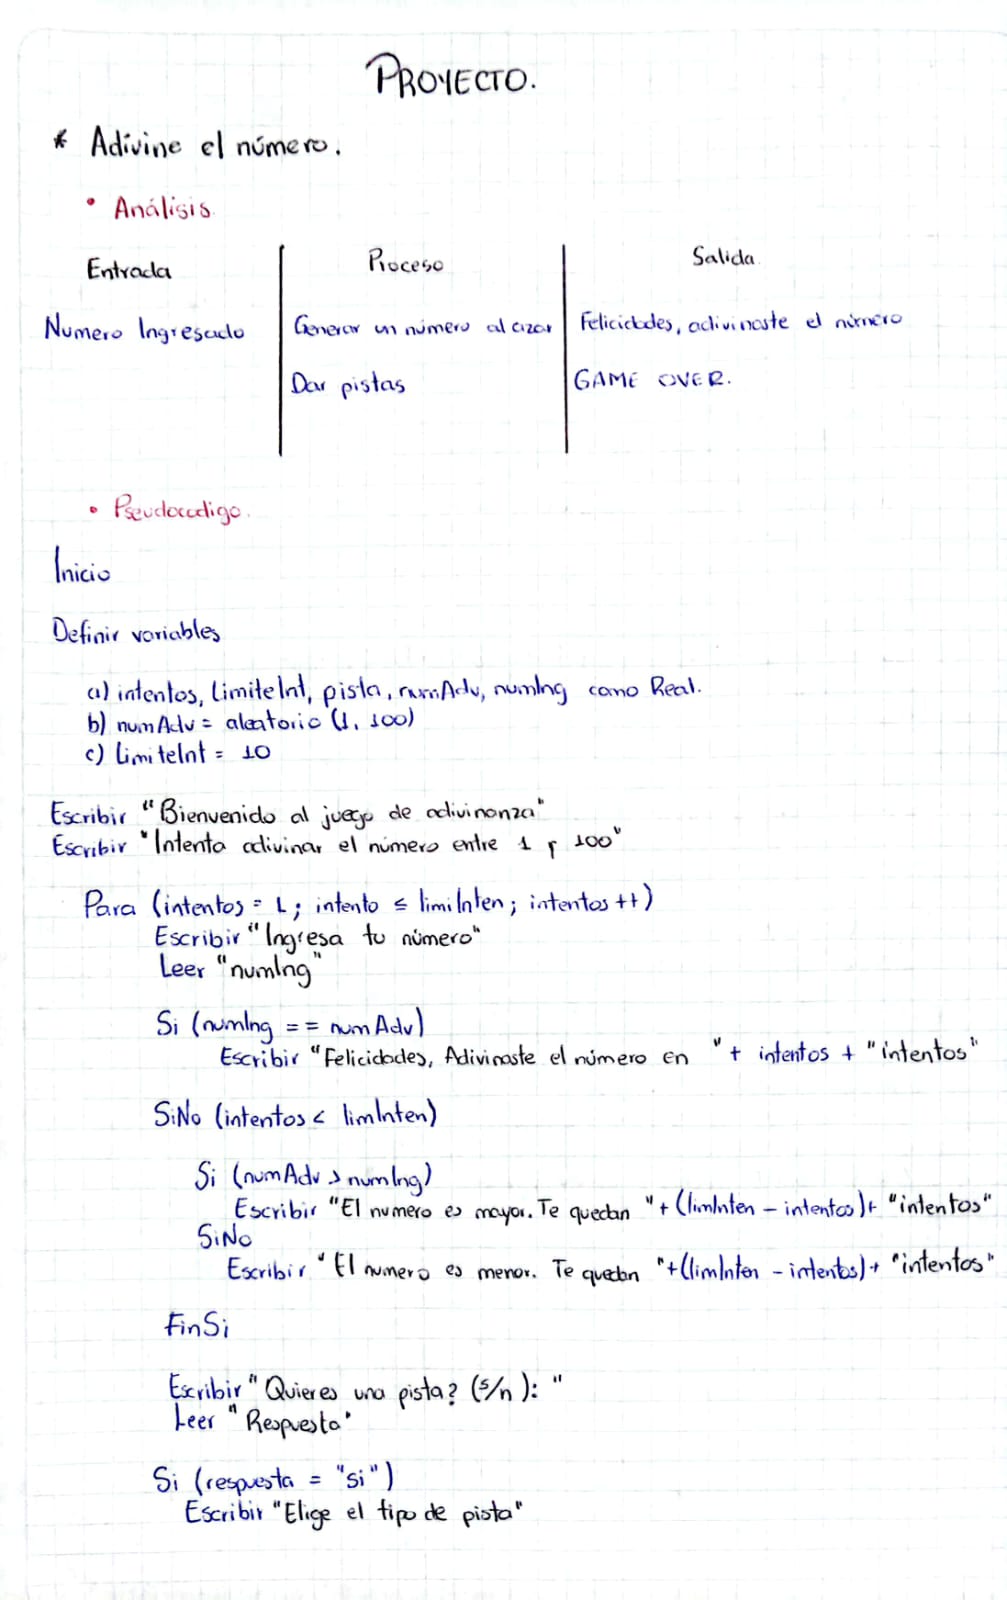 PROYECTO.
* Adivine el número.
• Análisis
Entrada
Proceso
Salida
Numero Ingresado
Generar un número al azar
Felicidades, adivinaste el número
Dar pistas
GAME OVER.
• Pseudocodigo.
Inicio
Definir variables
a) intentos, LimiteInt, pista, numAdv, numIng como Real.
b) numAdv = aleatorio (1, 100)
c) LimiteInt = 10
Escribir "Bienvenido al juego de adivinanza"
Escribir "Intenta adivinar el número entre 1 y 100"
Para (intentos = 1; intento ≤ limiInten; intentos ++)
Escribir "Ingresa tu número"
Leer "numIng"
Si (numIng == numAdv)
Escribir "Felicidades, Adivinaste el número en " + intentos + "intentos"
SiNo (intentos < limInten)
Si (numAdv > numIng)
Escribir "El numero es mayor. Te quedan " + (limInten - intentos) + "intentos"
SiNo
Escribir "El numero es menor. Te quedan " + (limInten - intentos) + "intentos"
FinSi
Escribir "Quieres una pista? (s/n): "
Leer "Respuesta"
Si (respuesta = "si")
Escribir "Elige el tipo de pista"